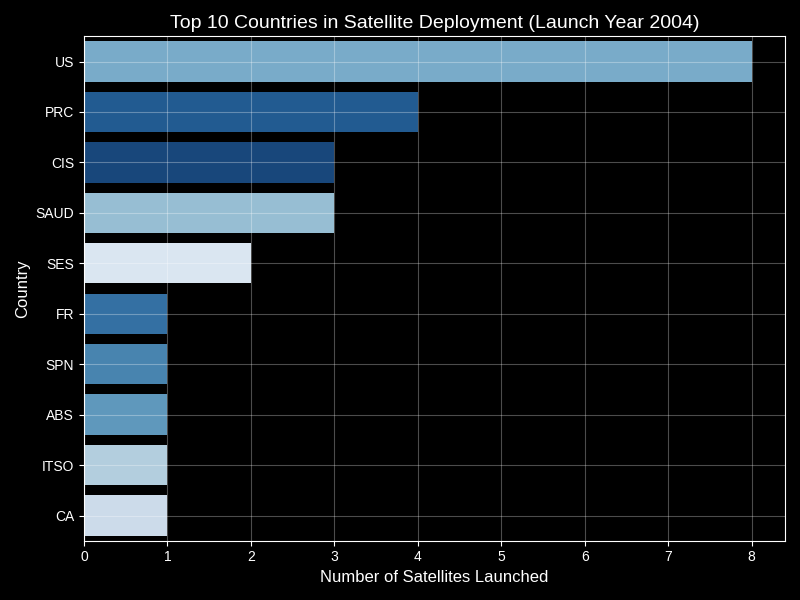 Top 10 Countries in Satellite Deployment (Launch Year 2004)
US
PRC
CIS
SAUD
SES
FR
SPN
ABS
ITSO
CA
Country
0 1 2 3 4 5 6 7 8
Number of Satellites Launched